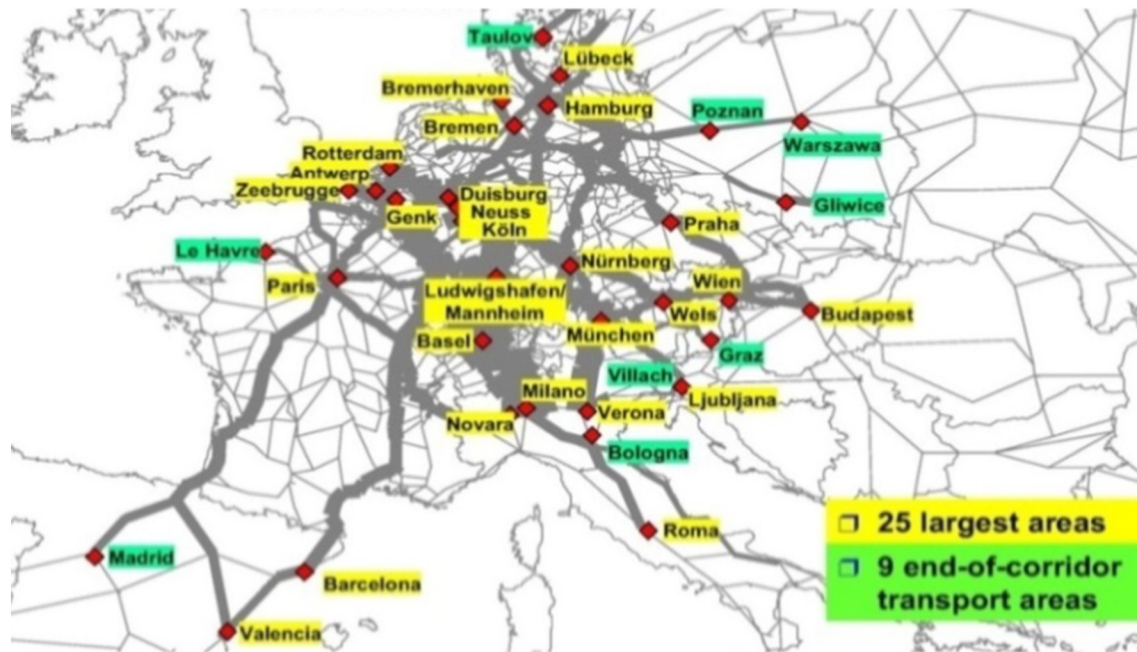 Taulov
Lübeck
Bremerhaven
Hamburg
Poznan
Bremen
Warszawa
Rotterdam
Antwerp
Zeebrugge
Duisburg
Neuss
Köln
Genk
Gliwice
Praha
Le Havre
Nürnberg
Paris
Wien
Ludwigshafen/
Mannheim
Wels
Budapest
München
Basel
Graz
Villach
Milano
Ljubljana
Novara
Verona
Bologna
Roma
25 largest areas
Madrid
9 end-of-corridor
transport areas
Barcelona
Valencia